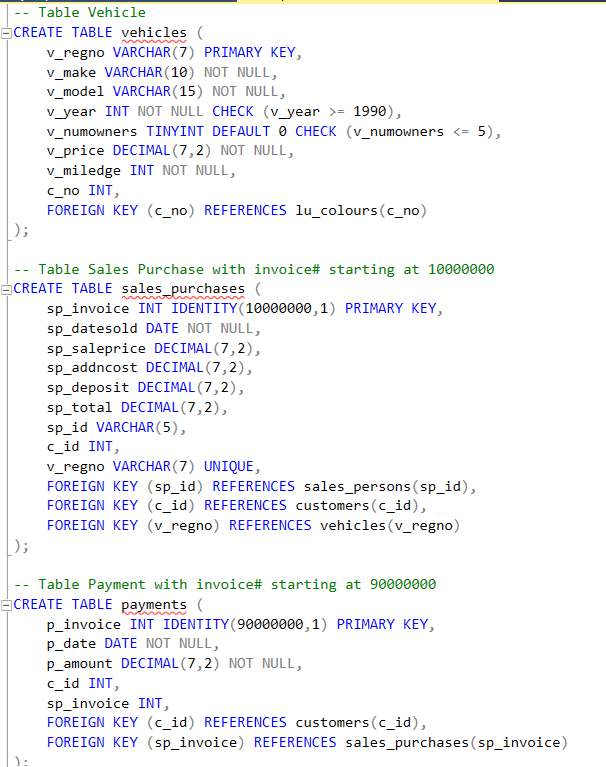 -- Table Vehicle
CREATE TABLE vehicles (
v_regno VARCHAR(7) PRIMARY KEY,
v_make VARCHAR(10) NOT NULL,
v_model VARCHAR(15) NOT NULL,
v_year INT NOT NULL CHECK (v_year >= 1990),
v_numowners TINYINT DEFAULT 0 CHECK (v_numowners <= 5),
v_price DECIMAL(7,2) NOT NULL,
v_miledge INT NOT NULL,
c_no INT,
FOREIGN KEY (c_no) REFERENCES lu_colours(c_no)
);
-- Table Sales Purchase with invoice# starting at 10000000
CREATE TABLE sales_purchases (
sp_invoice INT IDENTITY(10000000,1) PRIMARY KEY,
sp_datesold DATE NOT NULL,
sp_saleprice DECIMAL(7,2),
sp_addncost DECIMAL(7,2),
sp_deposit DECIMAL(7,2),
sp_total DECIMAL(7,2),
sp_id VARCHAR(5),
c_id INT,
v_regno VARCHAR(7) UNIQUE,
FOREIGN KEY (sp_id) REFERENCES sales_persons(sp_id),
FOREIGN KEY (c_id) REFERENCES customers(c_id),
FOREIGN KEY (v_regno) REFERENCES vehicles(v_regno)
);
-- Table Payment with invoice# starting at 90000000
CREATE TABLE payments (
p_invoice INT IDENTITY(90000000,1) PRIMARY KEY,
p_date DATE NOT NULL,
p_amount DECIMAL(7,2) NOT NULL,
c_id INT,
sp_invoice INT,
FOREIGN KEY (c_id) REFERENCES customers(c_id),
FOREIGN KEY (sp_invoice) REFERENCES sales_purchases(sp_invoice)
);